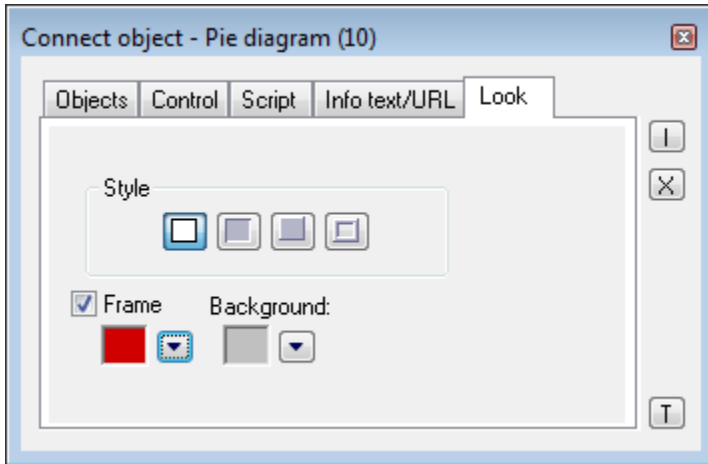 Connect object - Pie diagram (10)
Objects Control Script Info text/URL Look
I
X
Style
Frame Background:
T